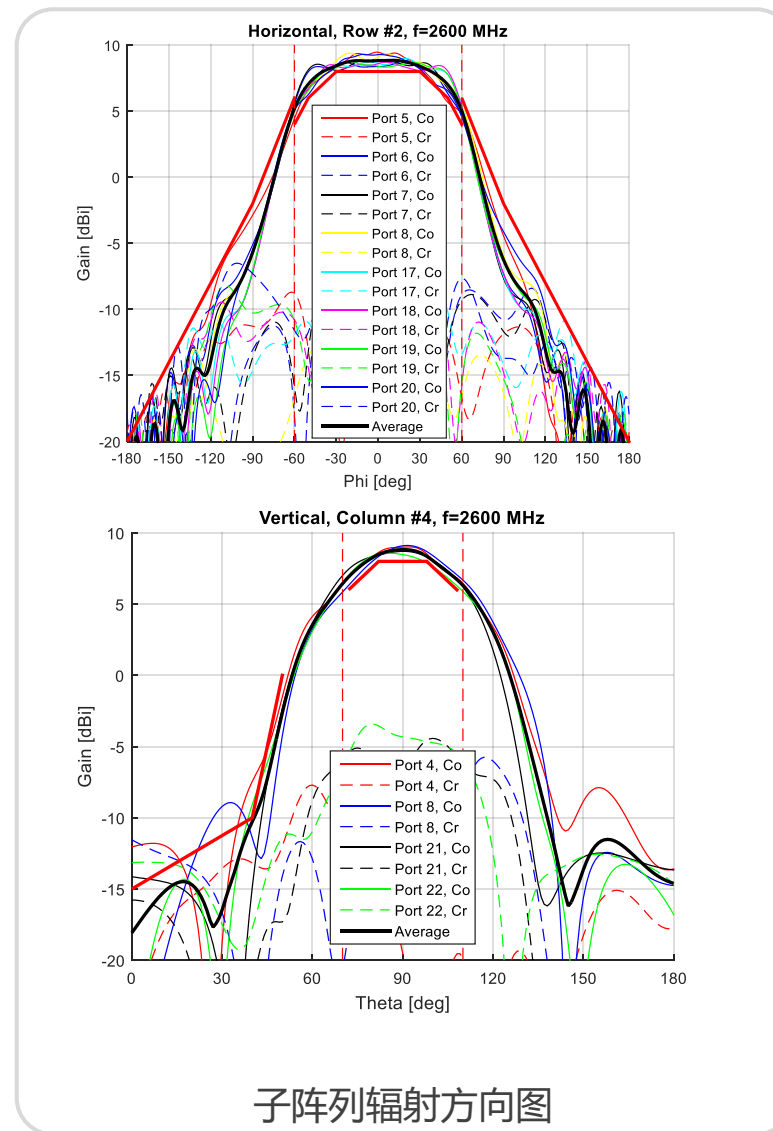 Horizontal, Row #2, f=2600 MHz
10
5
0
-5
-10
-15
-20
Gain [dBi]
Port 5, Co
Port 5, Cr
Port 6, Co
Port 6, Cr
Port 7, Co
Port 7, Cr
Port 8, Co
Port 8, Cr
Port 17, Co
Port 17, Cr
Port 18, Co
Port 18, Cr
Port 19, Co
Port 19, Cr
Port 20, Co
Port 20, Cr
Average
-180 -150 -120 -90 -60 -30 0 30 60 90 120 150 180
Phi [deg]
Vertical, Column #4, f=2600 MHz
10
5
0
-5
-10
-15
-20
Gain [dBi]
Port 4, Co
Port 4, Cr
Port 8, Co
Port 8, Cr
Port 21, Co
Port 21, Cr
Port 22, Co
Port 22, Cr
Average
0 30 60 90 120 150 180
Theta [deg]
子阵列辐射方向图